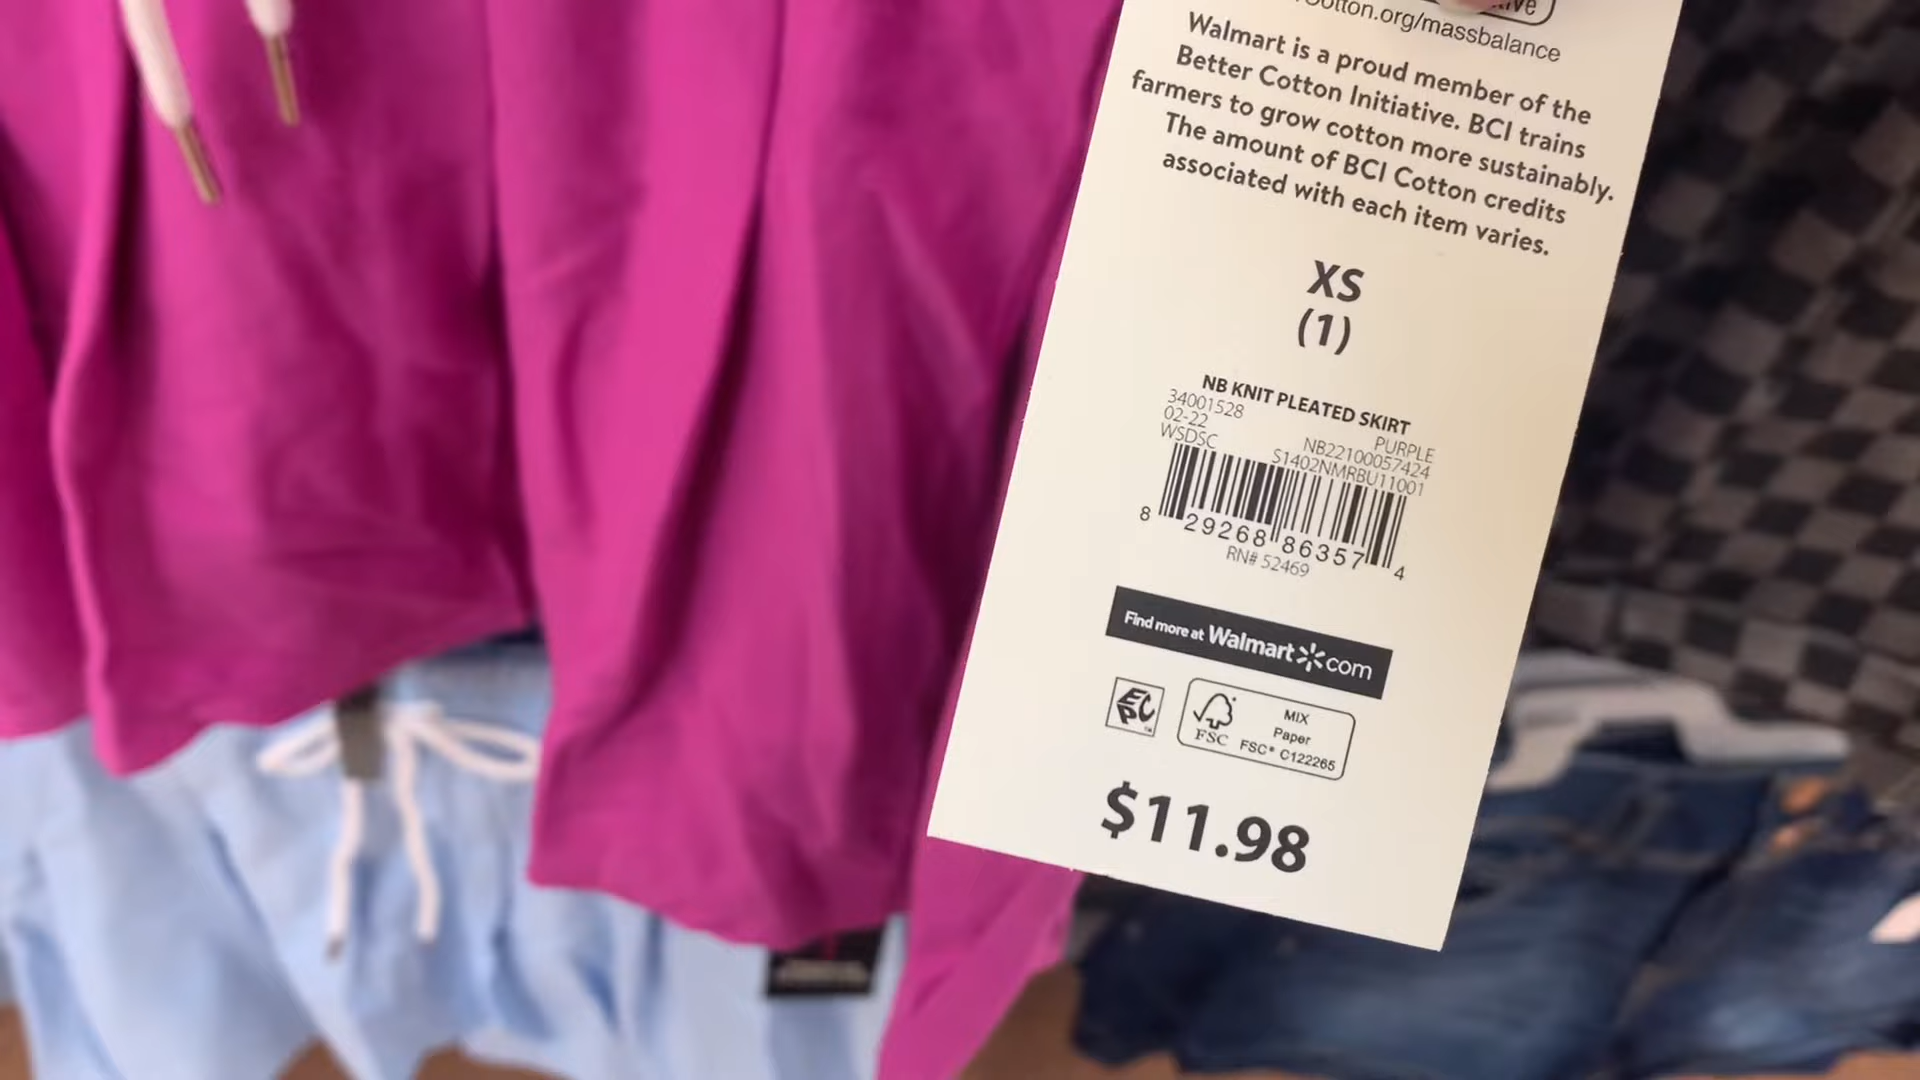 Cotton.org/massbalance
Walmart is a proud member of the
Better Cotton Initiative. BCI trains
farmers to grow cotton more sustainably.
The amount of BCI Cotton credits
associated with each item varies.
XS
(1)
NB KNIT PLEATED SKIRT
34001528
02-22
PURPLE
WSDSC
NB22100057424
S1402NMRBU11001
8 29268 86357 4
RN# 52469
Find more at Walmart com
EPC TM
FSC
MIX
Paper
FSC® C122265
$11.98